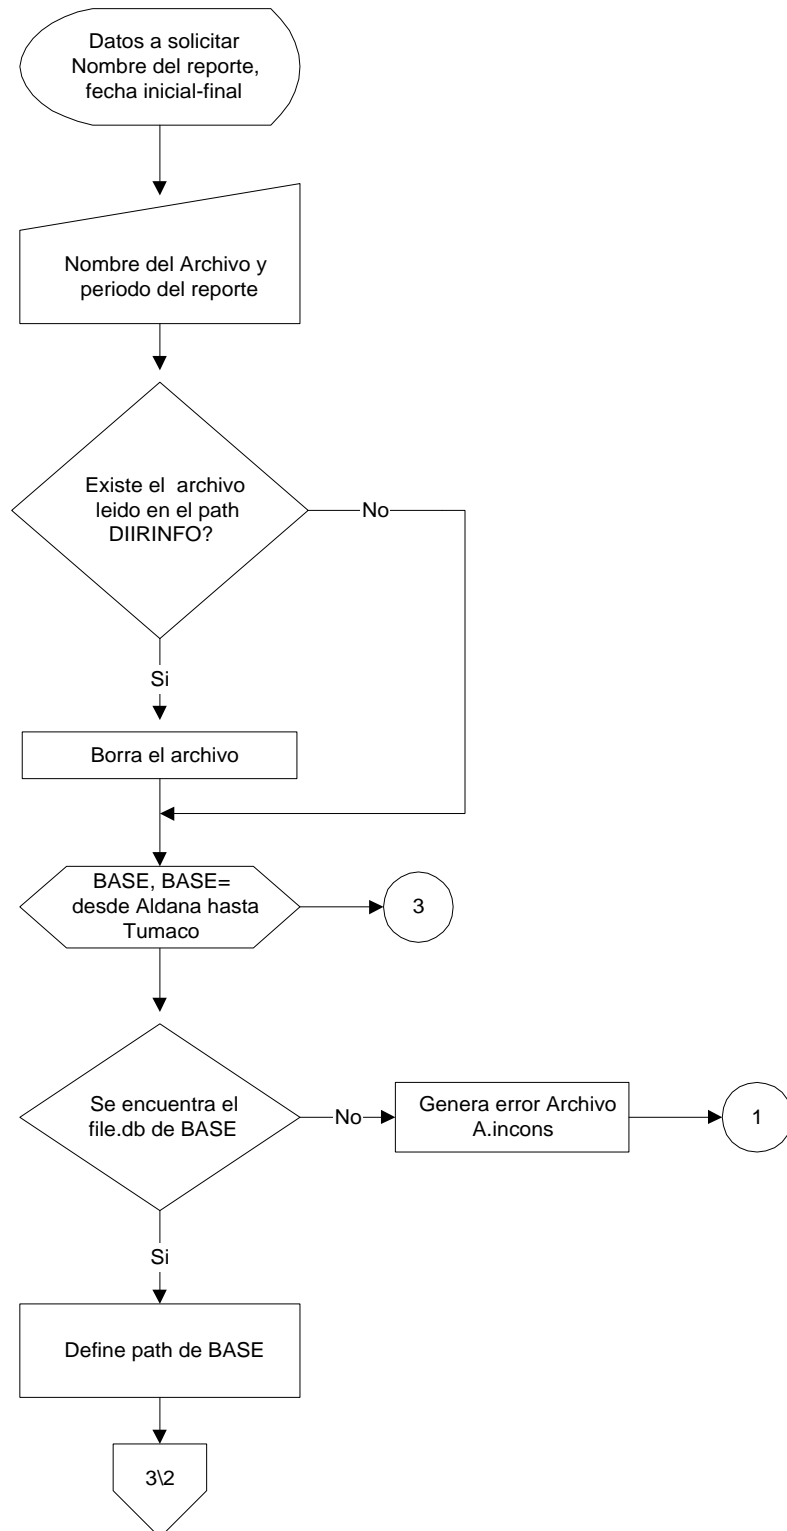 Datos a solicitar
Nombre del reporte,
fecha inicial-final
Nombre del Archivo y
periodo del reporte
Existe el archivo
leido en el path
DIIRINFO?
No
Si
Borra el archivo
BASE, BASE=
desde Aldana hasta
Tumaco
3
Se encuentra el
file.db de BASE
No
Genera error Archivo
A.incons
1
Si
Define path de BASE
3\2